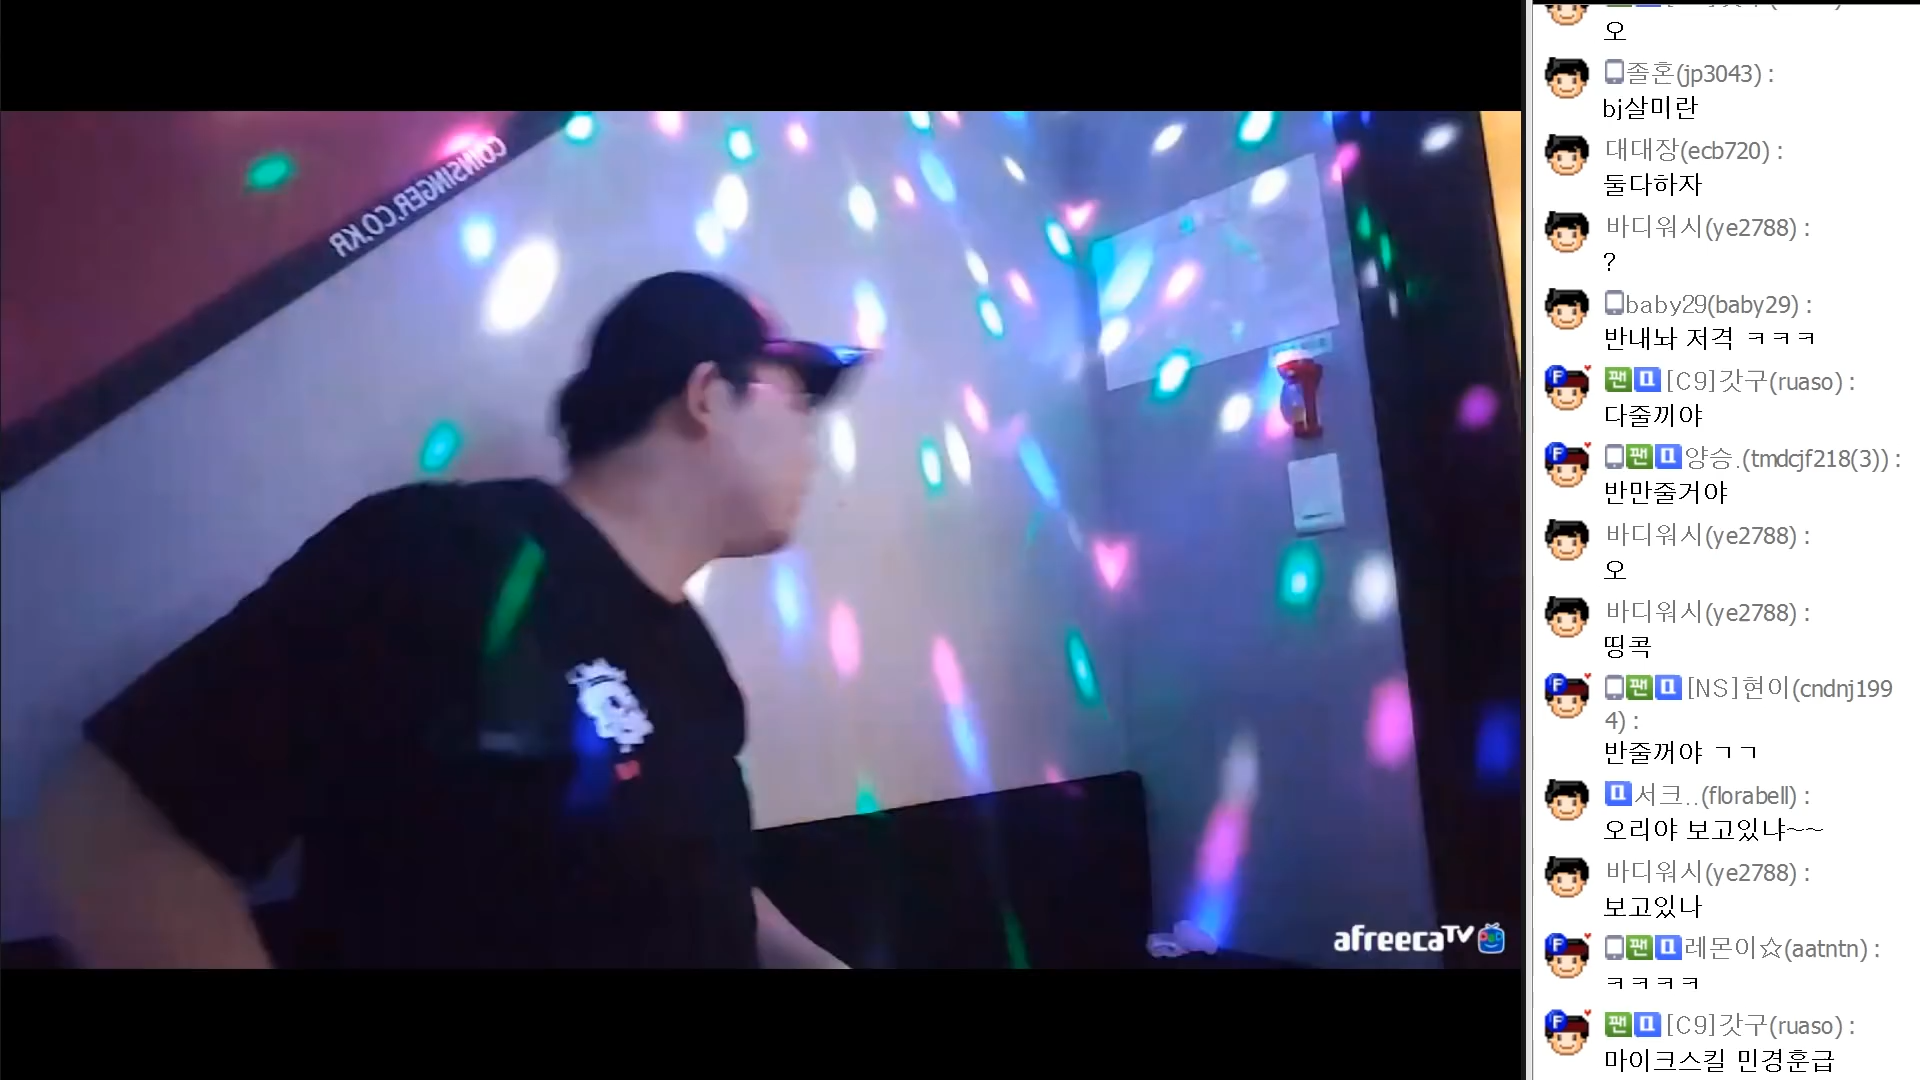 COINSINGER.CO.KR
afreecaTV
오
졸혼(jp3043) :
bj살미란
대대장(ecb720) :
둘다하자
바디워시(ye2788) :
?
baby29(baby29) :
반내놔 저격 ㅋㅋㅋ
팬 [C9]갓구(ruaso) :
다줄끼야
팬 양승.(tmdcjf218(3)) :
반만줄거야
바디워시(ye2788) :
오
바디워시(ye2788) :
띵콕
팬 [NS]현이(cndnj199
4) :
반줄꺼야 ㄱㄱ
서크..(florabell) :
오리야 보고있냐~~
바디워시(ye2788) :
보고있나
팬 레몬이☆(aatntn) :
ㅋㅋㅋㅋ
팬 [C9]갓구(ruaso) :
마이크스킬 민경훈급